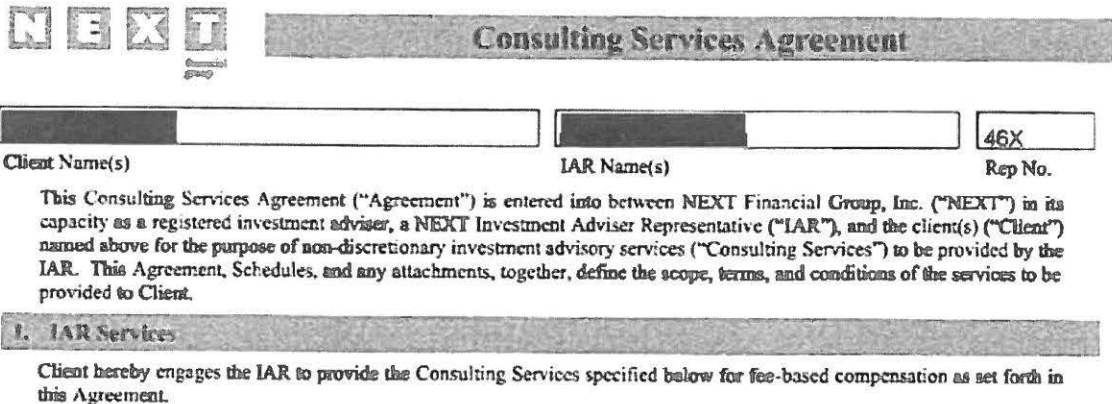 NEXT
financial
group
Consulting Services Agreement
46X
Client Name(s)
IAR Name(s)
Rep No.
This Consulting Services Agreement ("Agreement") is entered into between NEXT Financial Group, Inc. ("NEXT") in its
capacity as a registered investment adviser, a NEXT Investment Adviser Representative ("IAR"), and the client(s) ("Client")
named above for the purpose of non-discretionary investment advisory services ("Consulting Services") to be provided by the
IAR. This Agreement, Schedules, and any attachments, together, define the scope, terms, and conditions of the services to be
provided to Client.
1. IAR Services
Client hereby engages the IAR to provide the Consulting Services specified below for fee-based compensation as set forth in
this Agreement.